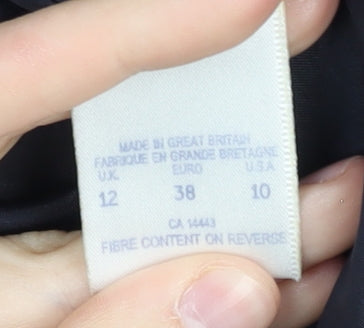 MADE IN GREAT BRITAIN
FABRIQUE EN GRANDE BRETAGNE
U.K. EURO U.S.A
12 38 10
CA 14443
FIBRE CONTENT ON REVERSE